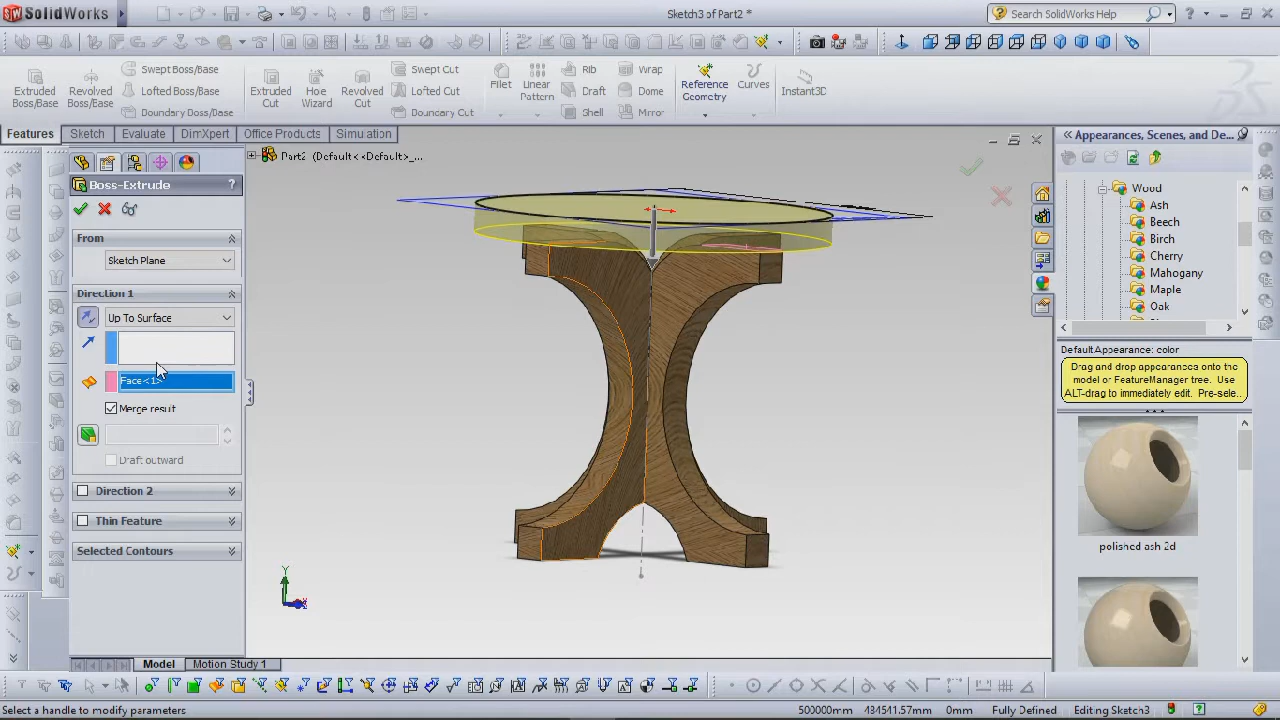 SolidWorks
Sketch3 of Part2 *
Search SolidWorks Help
Extruded Boss/Base
Revolved Boss/Base
Swept Boss/Base
Lofted Boss/Base
Boundary Boss/Base
Extruded Cut
Hoe Wizard
Revolved Cut
Swept Cut
Lofted Cut
Boundary Cut
Fillet
Linear Pattern
Rib
Draft
Shell
Wrap
Dome
Mirror
Reference Geometry
Curves
Instant3D
Features
Sketch
Evaluate
DimXpert
Office Products
Simulation
Part2 (Default<<Default>_...
Boss-Extrude
?
From
Sketch Plane
Direction 1
Up To Surface
Face<1>
Merge result
Draft outward
Direction 2
Thin Feature
Selected Contours
Y
X
Appearances, Scenes, and De...
Wood
Ash
Beech
Birch
Cherry
Mahogany
Maple
Oak
DefaultAppearance: color
Drag and drop appearances onto the
model or FeatureManager tree. Use
ALT-drag to immediately edit. Pre-sele...
polished ash 2d
Model
Motion Study 1
Select a handle to modify parameters
500000mm
484541.57mm
0mm
Fully Defined
Editing Sketch3